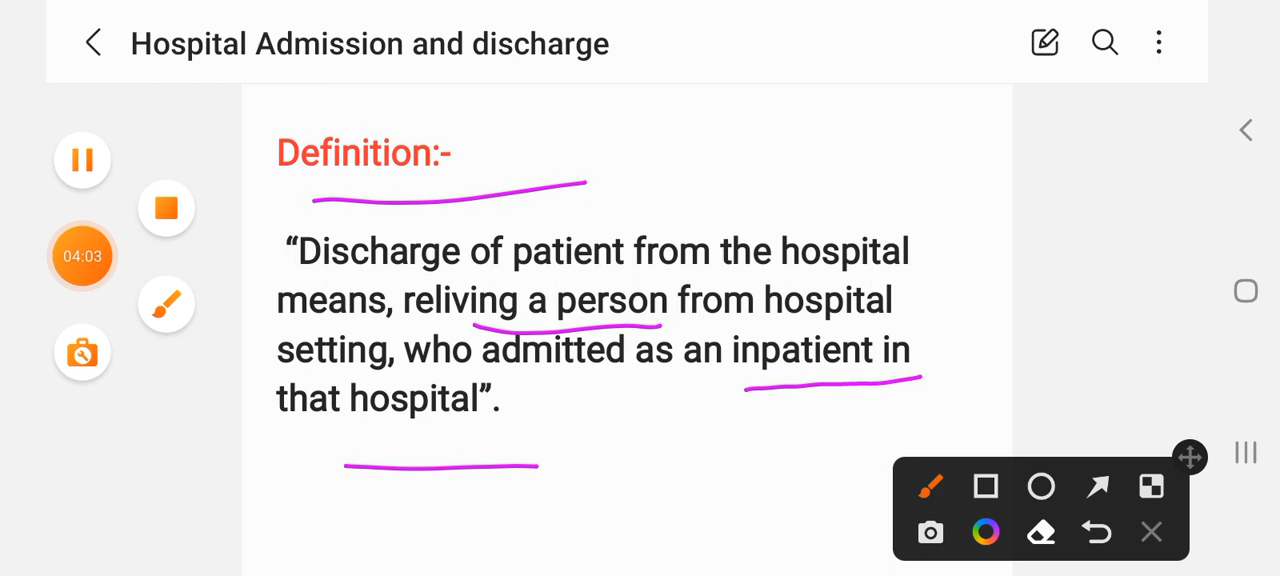 Hospital Admission and discharge
Definition:-
04:03
“Discharge of patient from the hospital
means, reliving a person from hospital
setting, who admitted as an inpatient in
that hospital”.